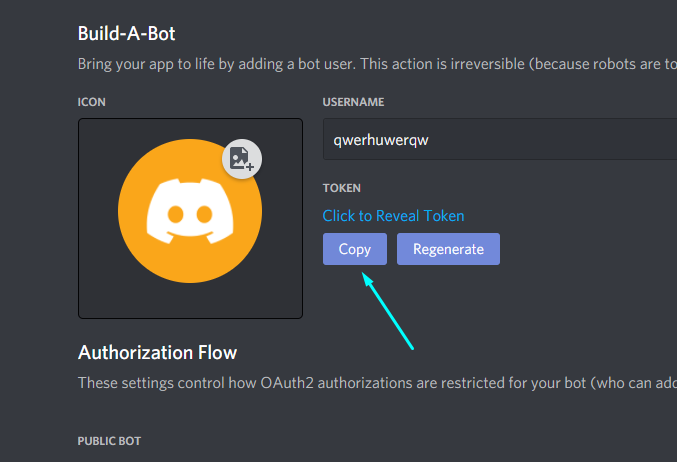 Build-A-Bot
Bring your app to life by adding a bot user. This action is irreversible (because robots are to
ICON
USERNAME
qwerhuwerqw
TOKEN
Click to Reveal Token
Copy
Regenerate
Authorization Flow
These settings control how OAuth2 authorizations are restricted for your bot (who can add
PUBLIC BOT